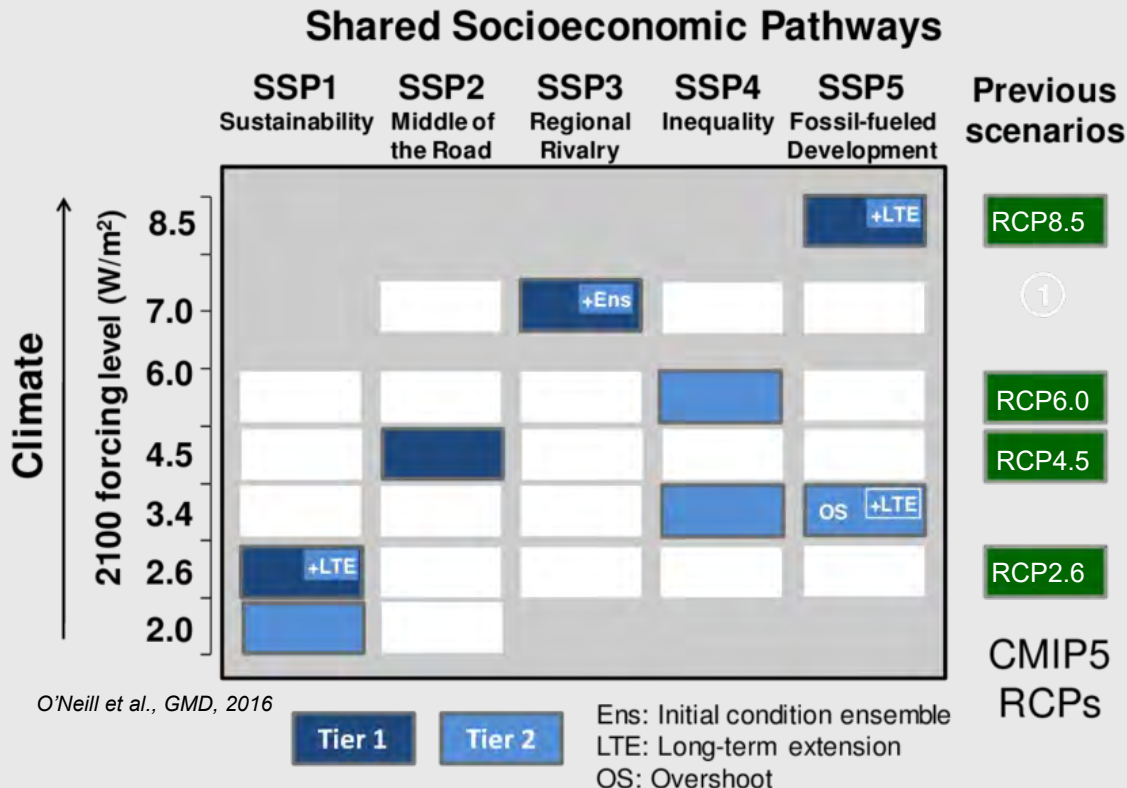 Shared Socioeconomic Pathways
SSP1
Sustainability
SSP2
Middle of
the Road
SSP3
Regional
Rivalry
SSP4
Inequality
SSP5
Fossil-fueled
Development
Previous
scenarios
Climate
2100 forcing level (W/m²)
8.5
+LTE
RCP8.5
7.0
+Ens
1
6.0
RCP6.0
4.5
RCP4.5
3.4
OS +LTE
2.6
+LTE
RCP2.6
2.0
CMIP5
RCPs
O'Neill et al., GMD, 2016
Tier 1
Tier 2
Ens: Initial condition ensemble
LTE: Long-term extension
OS: Overshoot